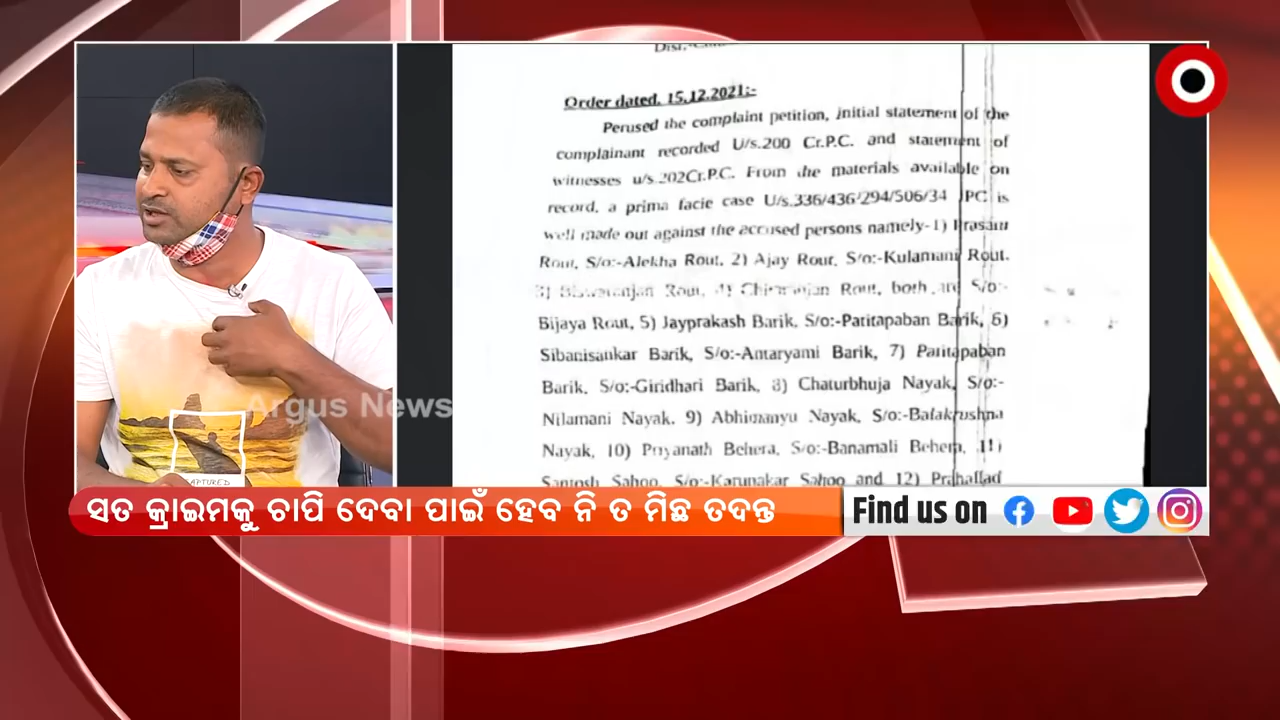 Order dated, 15.12.2021:-
Perused the complaint petition, initial statement of the
complainant recorded U/s.200 Cr.P.C. and statement of
witnesses u/s.202Cr.P.C. From the materials available on
record, a prima facie case U/s.336/436/294/506/34 IPC is
well made out against the accused persons namely- 1)
Rout, S/o:-Alekha Rout, 2) Ajay Rout, S/o:-Kulamani Rout,
Rout, 4) Rout, both are S/o:-
Bijaya Rout, 5) Jayprakash Barik, S/o:-Patitapaban Barik, 6)
Sibanisankar Barik, S/o:-Antaryami Barik, 7) Patitapaban
Barik, S/o:-Giridhari Barik, 8) Chaturbhuja Nayak, S/o:-
Nilamani Nayak, 9) Abhimanyu Nayak, S/o:-Balakrushna
Nayak, 10) Priyanath Behera, S/o:-Banamali Behera, 11)
Santosh Sahoo, S/o:-Karunakar Sahoo and 12) Prahallad
Argus News
CAPTURED
ସତ କ୍ରାଇମକୁ ଚାପି ଦେବା ପାଇଁ ହେବ ନି ତ ମିଛ ତଦନ୍ତ
Find us on